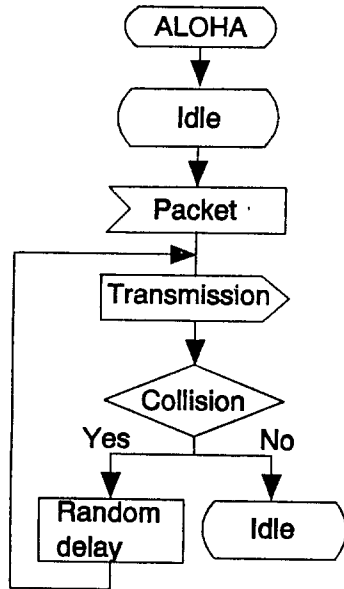 ALOHA
Idle
Packet
Transmission
Collision
Yes
No
Random
delay
Idle